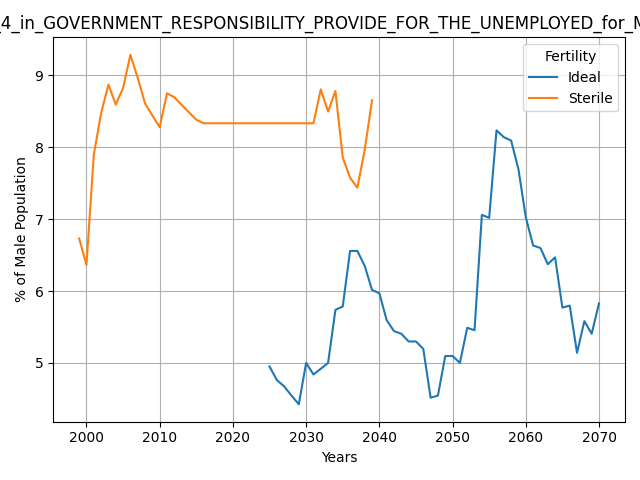 _4_in_GOVERNMENT_RESPONSIBILITY_PROVIDE_FOR_THE_UNEMPLOYED_for_M
Fertility
Ideal
Sterile
% of Male Population
9
8
7
6
5
2000 2010 2020 2030 2040 2050 2060 2070
Years